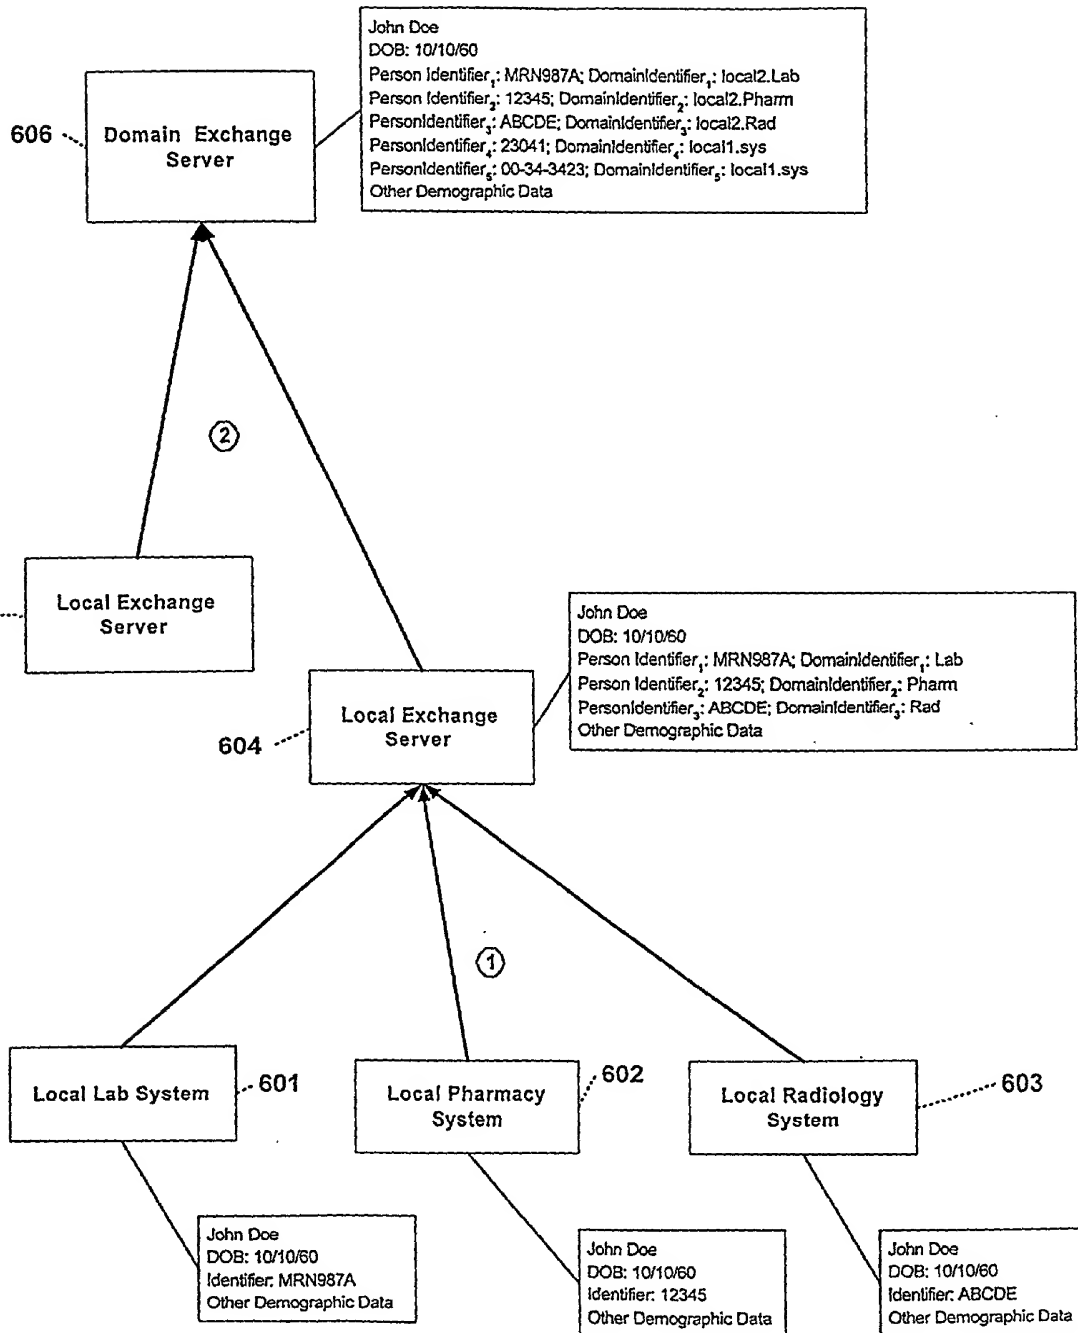 John Doe
DOB: 10/10/60
Person Identifier₁: MRN987A; DomainIdentifier₁: local2.Lab
Person Identifier₂: 12345; DomainIdentifier₂: local2.Pharm
PersonIdentifier₃: ABCDE; DomainIdentifier₃: local2.Rad
PersonIdentifier₄: 23041; DomainIdentifier₄: local1.sys
PersonIdentifier₅: 00-34-3423; DomainIdentifier₅: local1.sys
Other Demographic Data
606
Domain Exchange
Server
2
Local Exchange
Server
John Doe
DOB: 10/10/60
Person Identifier₁: MRN987A; DomainIdentifier₁: Lab
Person Identifier₂: 12345; DomainIdentifier₂: Pharm
PersonIdentifier₃: ABCDE; DomainIdentifier₃: Rad
Other Demographic Data
604
Local Exchange
Server
1
Local Lab System
601
Local Pharmacy
System
602
Local Radiology
System
603
John Doe
DOB: 10/10/60
Identifier: MRN987A
Other Demographic Data
John Doe
DOB: 10/10/60
Identifier: 12345
Other Demographic Data
John Doe
DOB: 10/10/60
Identifier: ABCDE
Other Demographic Data